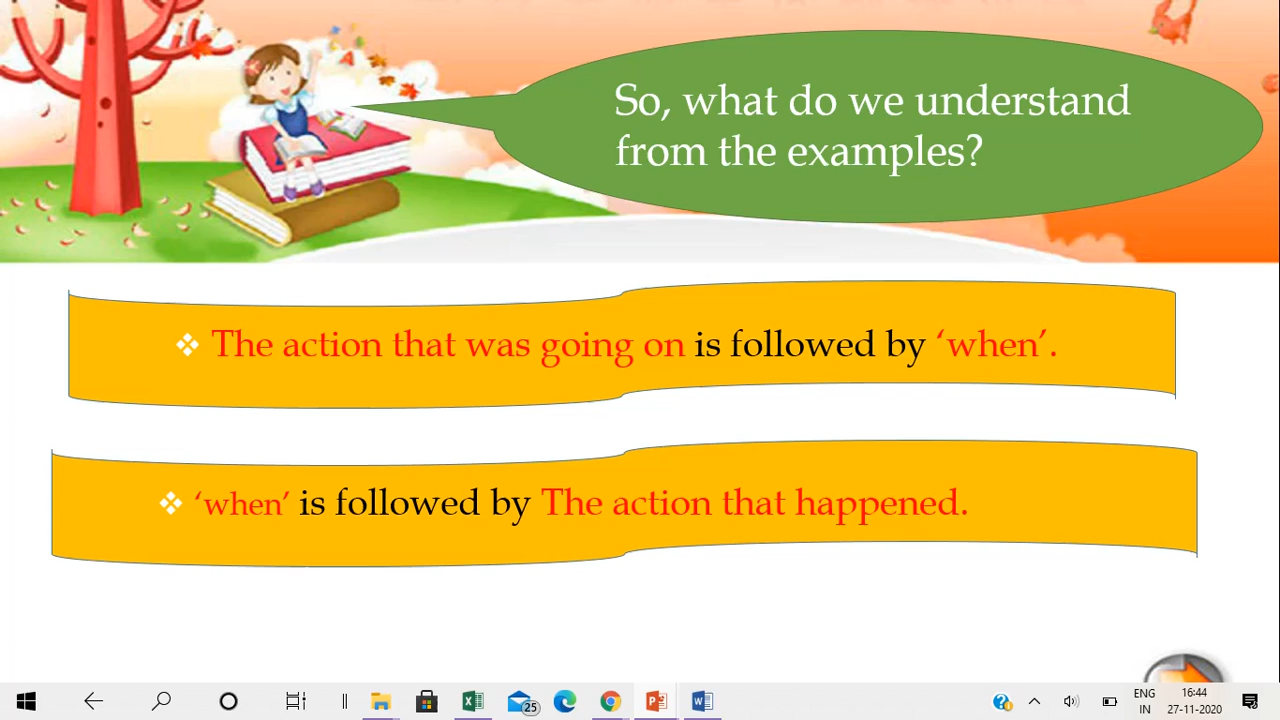 So, what do we understand
from the examples?
❖ The action that was going on is followed by ‘when’.
❖ ‘when’ is followed by The action that happened.
25
ENG
IN
16:44
27-11-2020